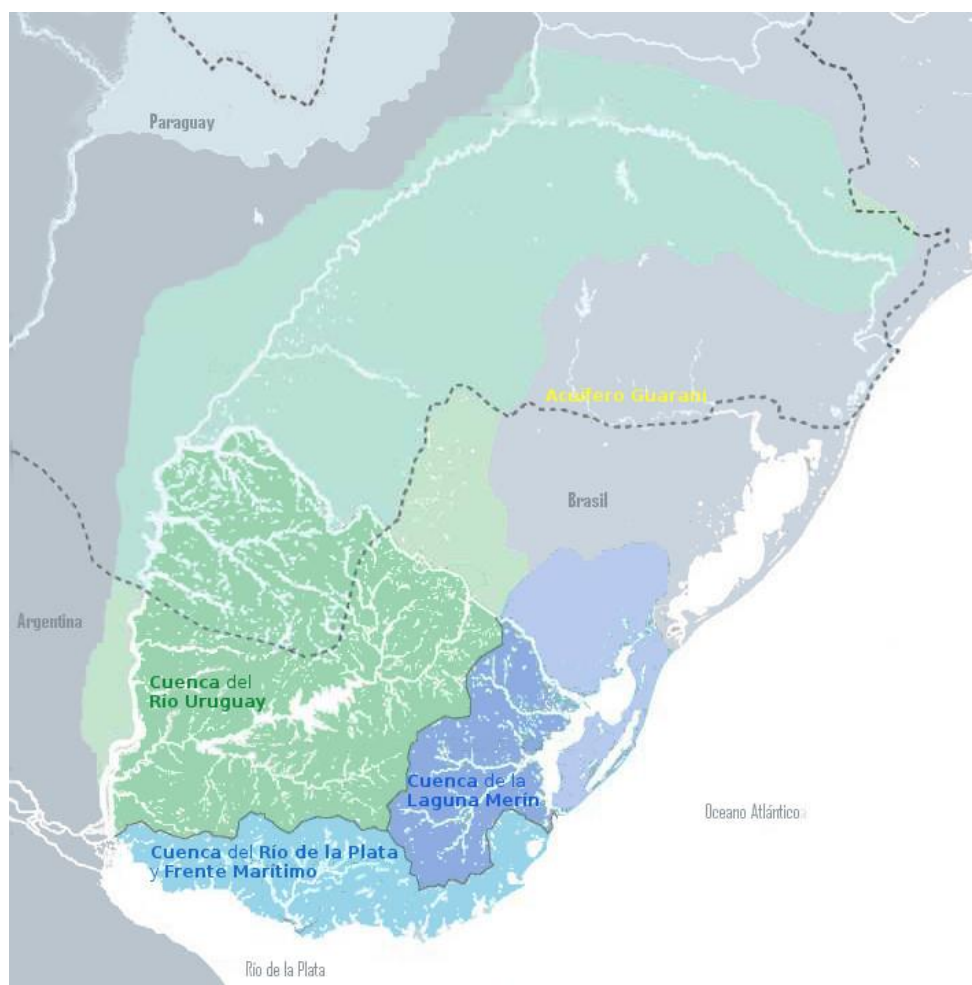 Paraguay
Acuífero Guaraní
Brasil
Argentina
Cuenca del
Río Uruguay
Cuenca de la
Laguna Merín
Oceano Atlántico
Cuenca del Río de la Plata
y Frente Marítimo
Río de la Plata